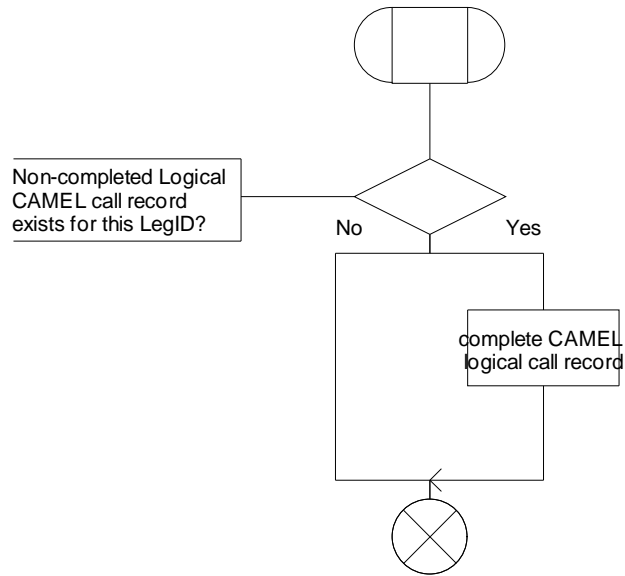 Non-completed Logical
CAMEL call record
exists for this LegID?
No
Yes
complete CAMEL
logical call record